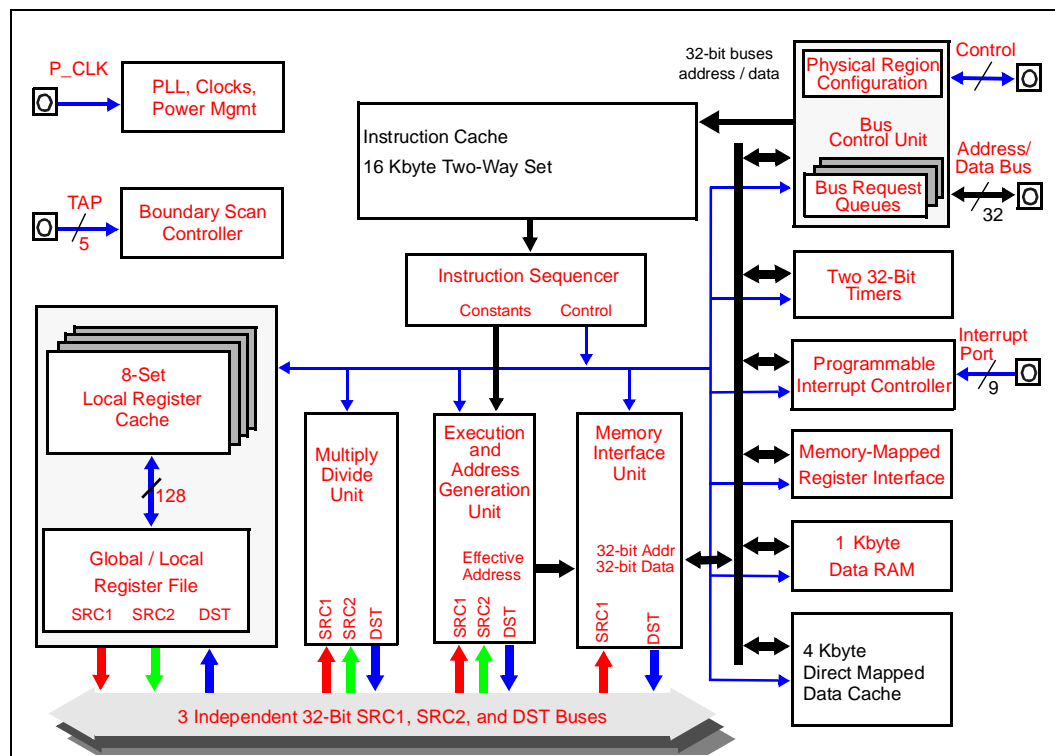 P_CLK
PLL, Clocks,
Power Mgmt
TAP
5
Boundary Scan
Controller
32-bit buses
address / data
Instruction Cache
16 Kbyte Two-Way Set
Physical Region
Configuration
Control
Bus
Control Unit
Bus Request
Queues
Address/
Data Bus
32
Instruction Sequencer
Constants
Control
Two 32-Bit
Timers
Programmable
Interrupt Controller
Interrupt
Port
9
8-Set
Local Register
Cache
128
Global / Local
Register File
SRC1
SRC2
DST
Multiply
Divide
Unit
SRC1
SRC2
DST
Execution
and
Address
Generation
Unit
Effective
Address
SRC1
SRC2
DST
Memory
Interface
Unit
32-bit Addr
32-bit Data
SRC1
DST
Memory-Mapped
Register Interface
1 Kbyte
Data RAM
4 Kbyte
Direct Mapped
Data Cache
3 Independent 32-Bit SRC1, SRC2, and DST Buses